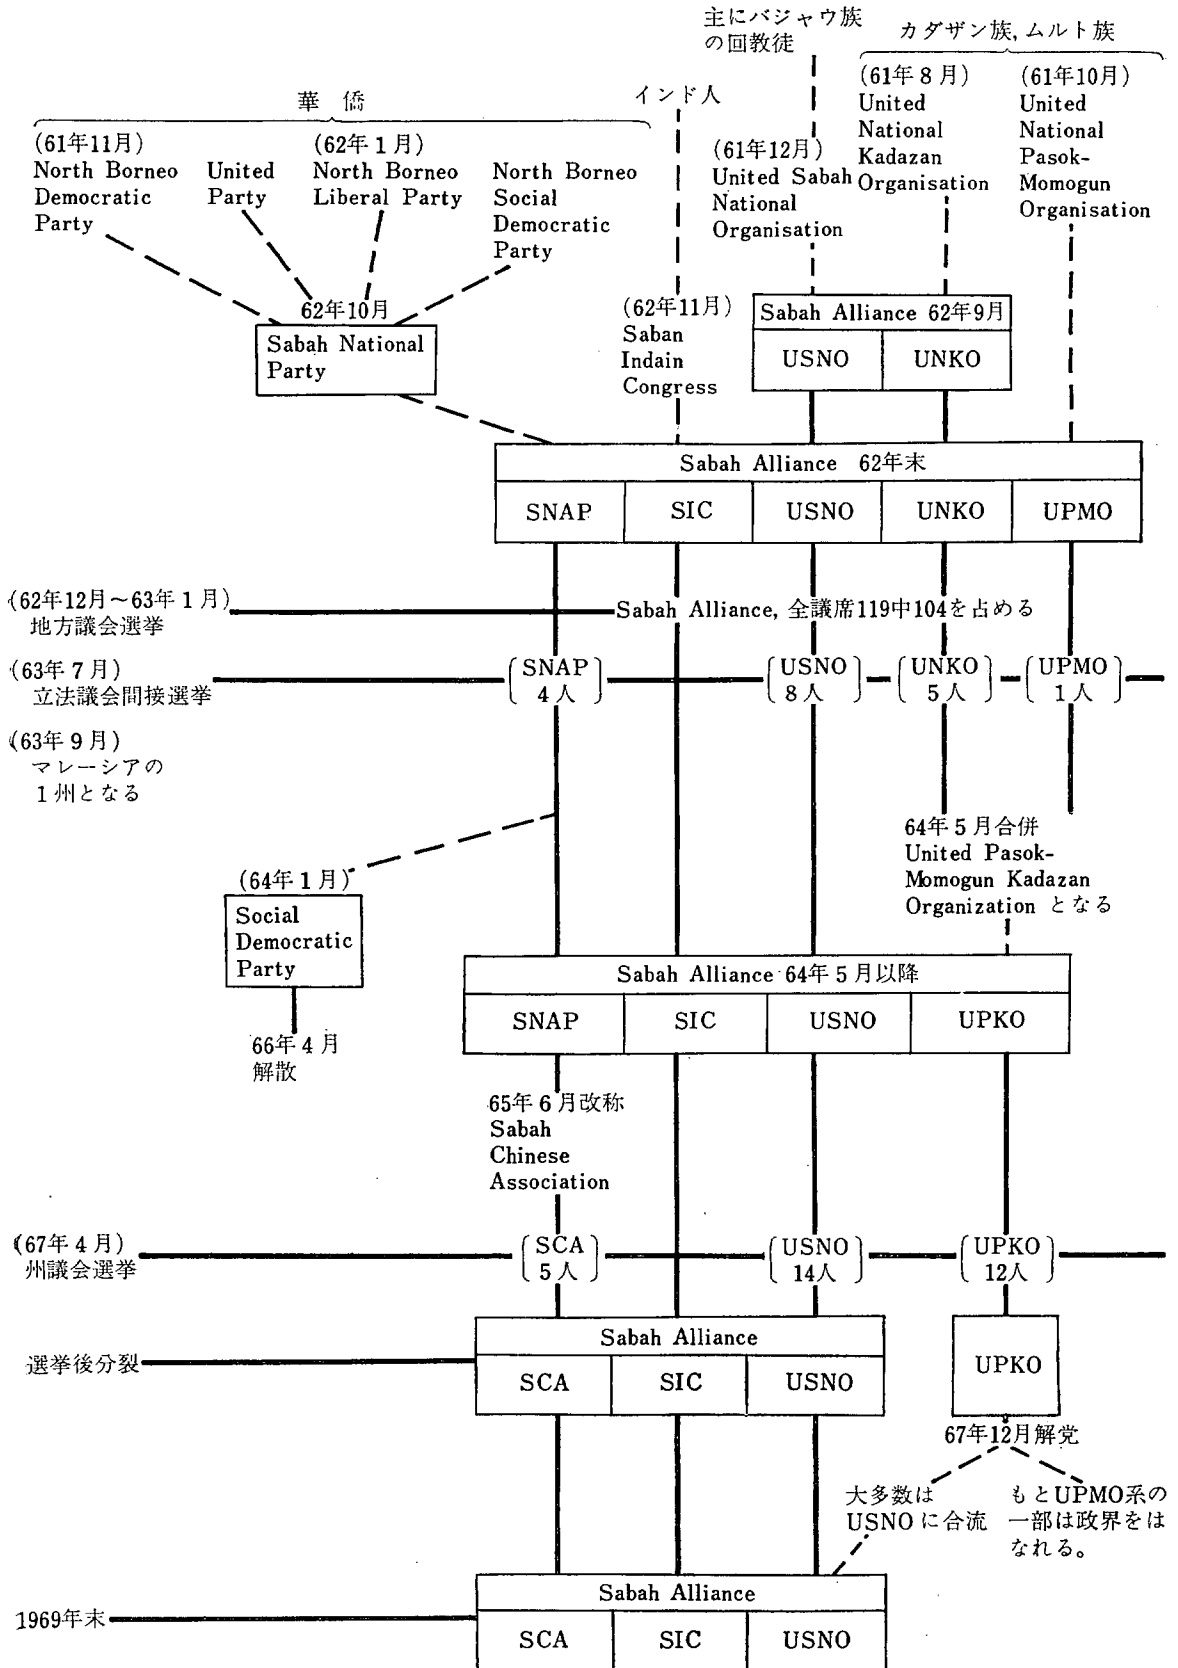 主にバジャウ族
の回教徒
カダザン族, ムルト族
華 僑
インド人
(61年11月)
North Borneo
Democratic
Party
United
Party
(62年1月)
North Borneo
Liberal Party
North Borneo
Social
Democratic
Party
(61年12月)
United Sabah
National
Organisation
(61年8月)
United
National
Kadazan
Organisation
(61年10月)
United
National
Pasok-
Momogun
Organisation
62年10月
Sabah National
Party
(62年11月)
Saban
Indain
Congress
Sabah Alliance 62年9月
USNO
UNKO
Sabah Alliance 62年末
SNAP
SIC
USNO
UNKO
UPMO
(62年12月～63年1月)
地方議会選挙
Sabah Alliance, 全議席119中104を占める
(63年7月)
立法議会間接選挙
SNAP
4人
USNO
8人
UNKO
5人
UPMO
1人
(63年9月)
マレーシアの
1州となる
64年5月合併
United Pasok-
Momogun Kadazan
Organization となる
(64年1月)
Social
Democratic
Party
66年4月
解散
Sabah Alliance 64年5月以降
SNAP
SIC
USNO
UPKO
65年6月改称
Sabah
Chinese
Association
(67年4月)
州議会選挙
SCA
5人
USNO
14人
UPKO
12人
選挙後分裂
Sabah Alliance
SCA
SIC
USNO
UPKO
67年12月解党
大多数は
USNOに合流
もとUPMO系の
一部は政界をは
なれる。
1969年末
Sabah Alliance
SCA
SIC
USNO